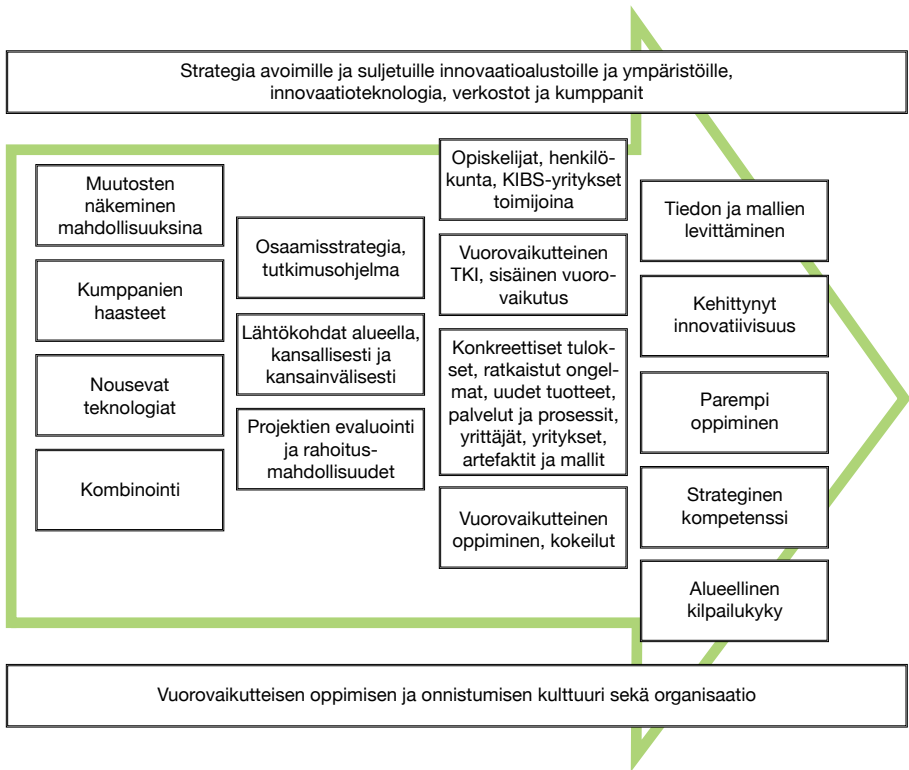 Strategia avoimille ja suljetuille innovaatioalustoille ja ympäristöille,
innovaatioteknologia, verkostot ja kumppanit
Muutosten
näkeminen
mahdollisuuksina
Kumppanien
haasteet
Nousevat
teknologiat
Kombinointi
Osaamisstrategia,
tutkimusohjelma
Lähtökohdat alueella,
kansallisesti ja
kansainvälisesti
Projektien evaluointi
ja rahoitus-
mahdollisuudet
Opiskelijat, henkilö-
kunta, KIBS-yritykset
toimijoina
Vuorovaikutteinen
TKI, sisäinen vuoro-
vaikutus
Konkreettiset tulok-
set, ratkaistut ongel-
mat, uudet tuotteet,
palvelut ja prosessit,
yrittäjät, yritykset,
artefaktit ja mallit
Vuorovaikutteinen
oppiminen, kokeilut
Tiedon ja mallien
levittäminen
Kehittynyt
innovatiivisuus
Parempi
oppiminen
Strateginen
kompetenssi
Alueellinen
kilpailukyky
Vuorovaikutteisen oppimisen ja onnistumisen kulttuuri sekä organisaatio